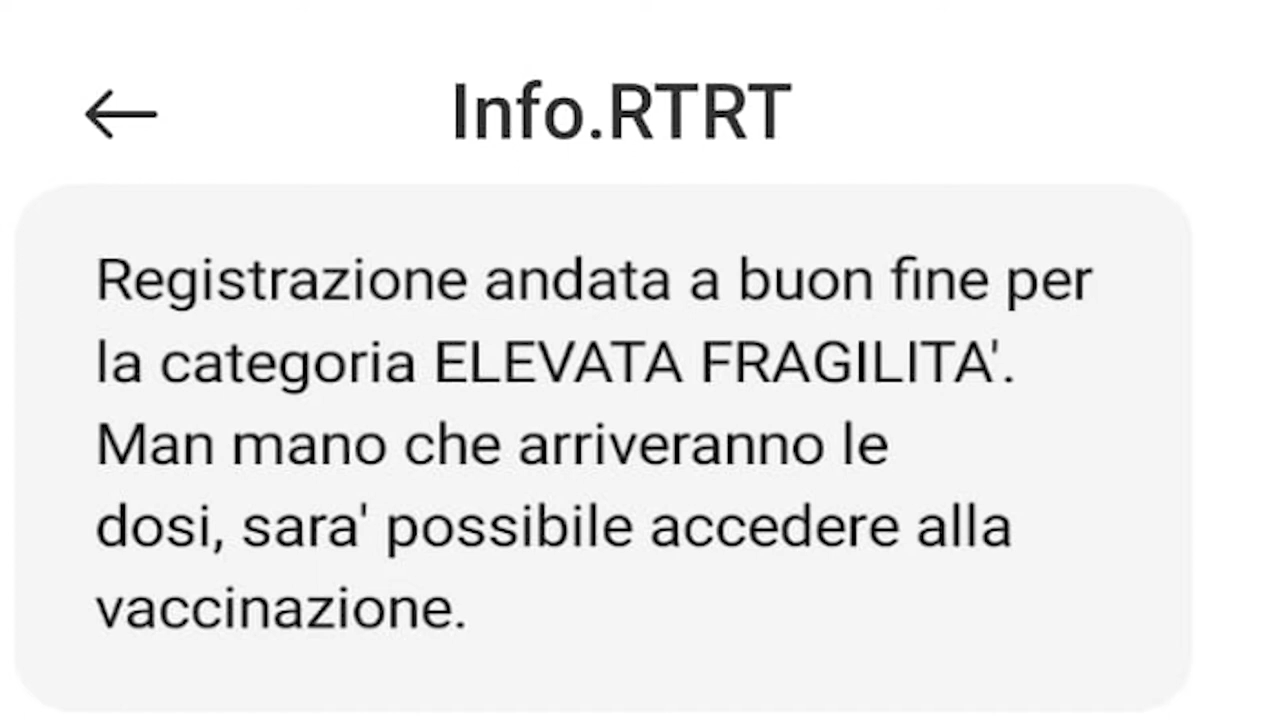 Info.RTRT
Registrazione andata a buon fine per
la categoria ELEVATA FRAGILITA'.
Man mano che arriveranno le
dosi, sara' possibile accedere alla
vaccinazione.